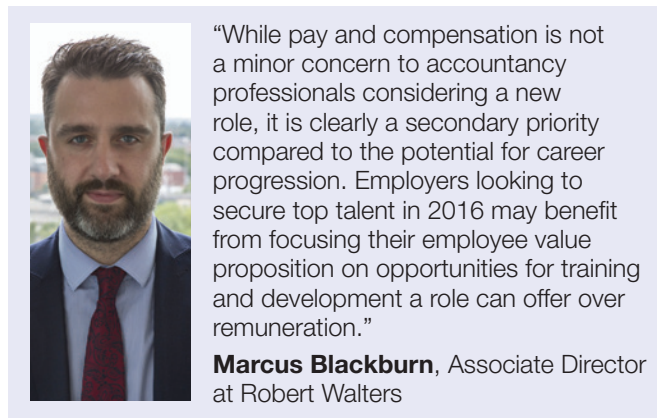 “While pay and compensation is not
a minor concern to accountancy
professionals considering a new
role, it is clearly a secondary priority
compared to the potential for career
progression. Employers looking to
secure top talent in 2016 may benefit
from focusing their employee value
proposition on opportunities for training
and development a role can offer over
remuneration.”
Marcus Blackburn, Associate Director
at Robert Walters